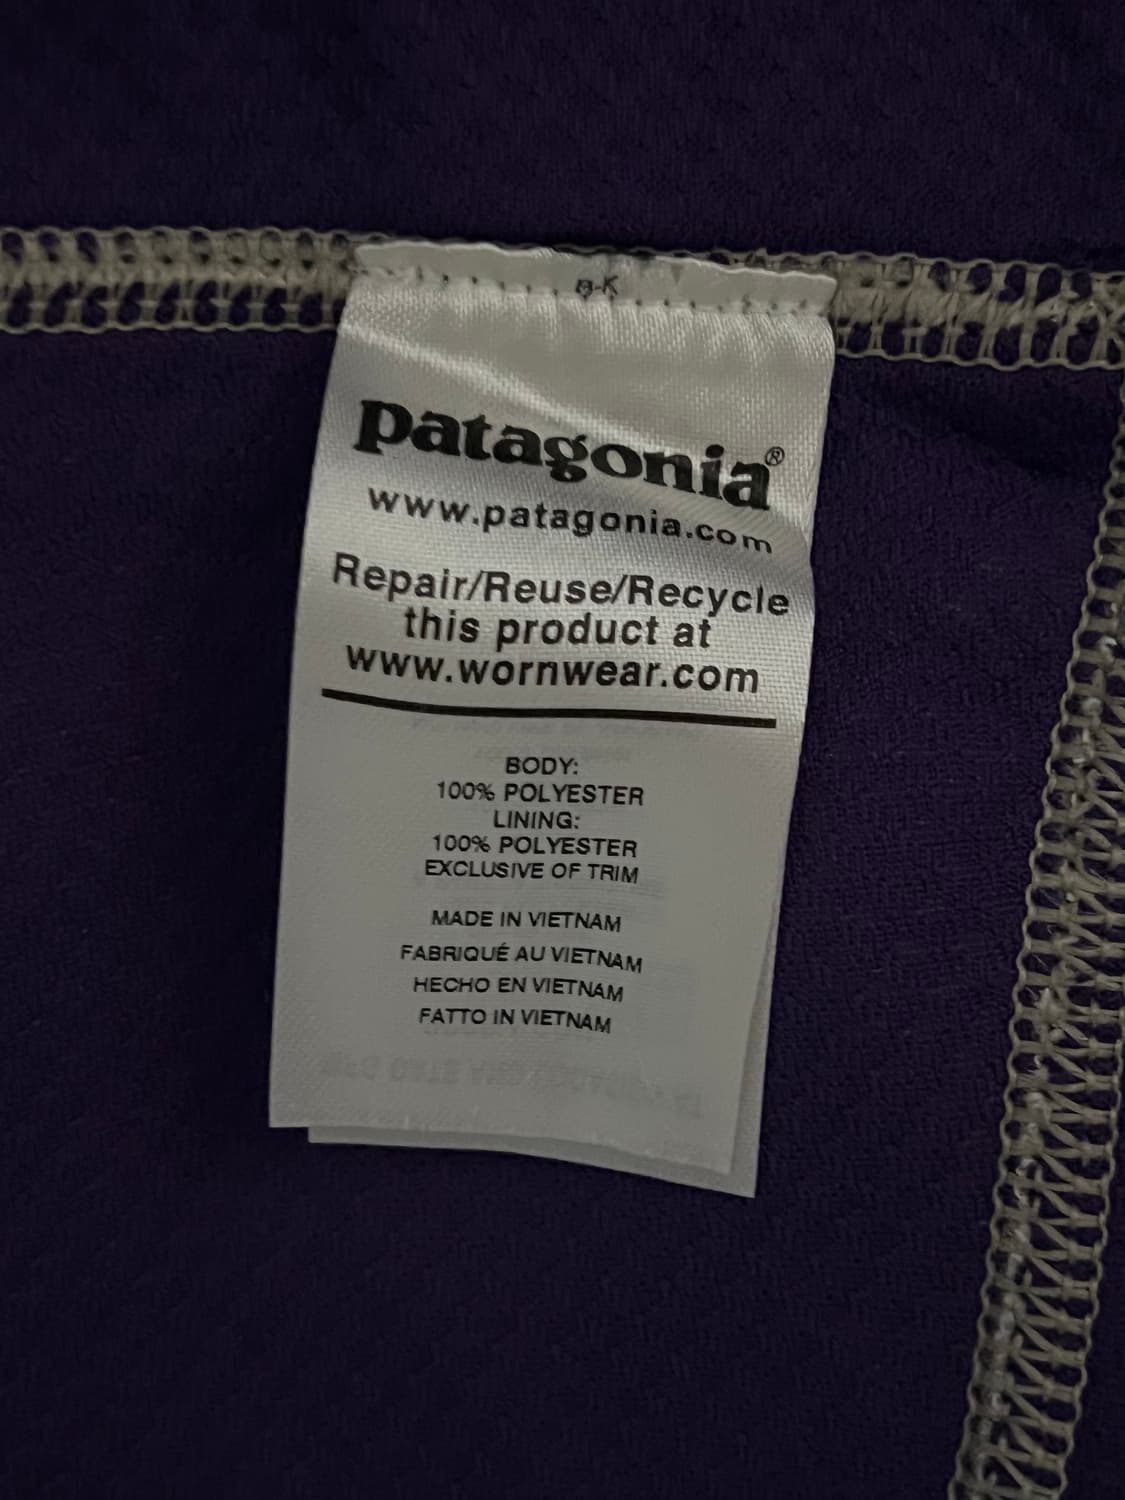 patagonia®
www.patagonia.com
Repair/Reuse/Recycle
this product at
www.wornwear.com
BODY:
100% POLYESTER
LINING:
100% POLYESTER
EXCLUSIVE OF TRIM
MADE IN VIETNAM
FABRIQUÉ AU VIETNAM
HECHO EN VIETNAM
FATTO IN VIETNAM